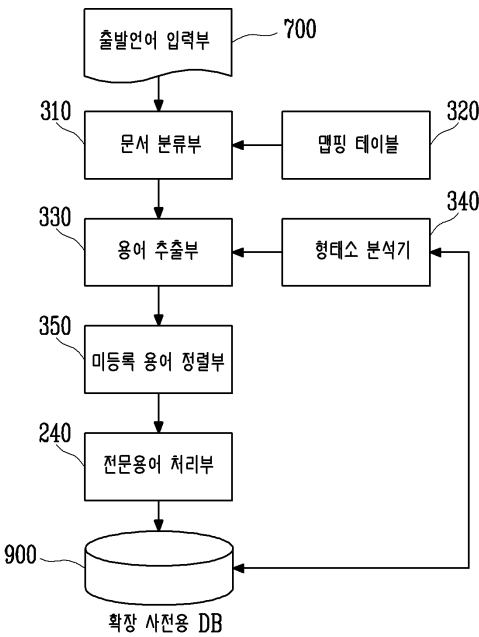 출발언어 입력부
700
310
문서 분류부
맵핑 테이블
320
330
용어 추출부
형태소 분석기
340
350
미등록 용어 정렬부
240
전문용어 처리부
900
확장 사전용 DB